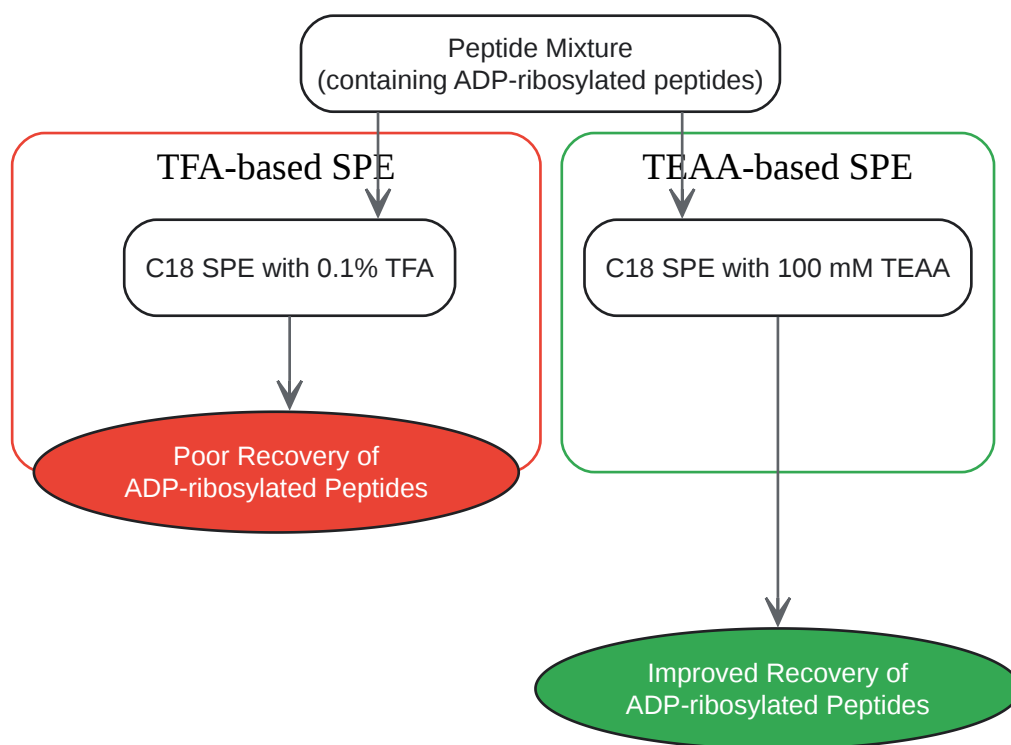 Peptide Mixture
(containing ADP-ribosylated peptides)
TFA-based SPE
TEAA-based SPE
C18 SPE with 0.1% TFA
C18 SPE with 100 mM TEAA
Poor Recovery of
ADP-ribosylated Peptides
Improved Recovery of
ADP-ribosylated Peptides